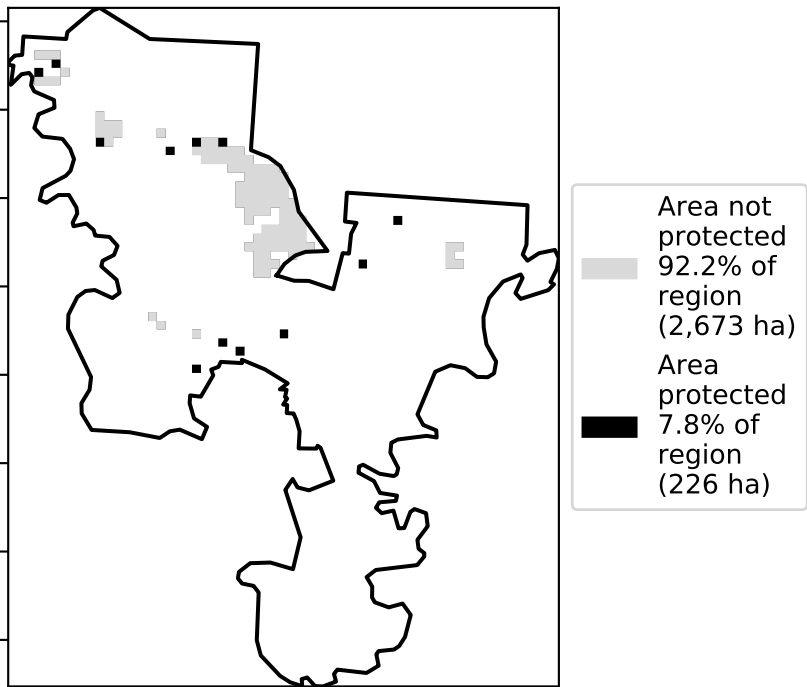 Area not
protected
92.2% of
region
(2,673 ha)
Area
protected
7.8% of
region
(226 ha)